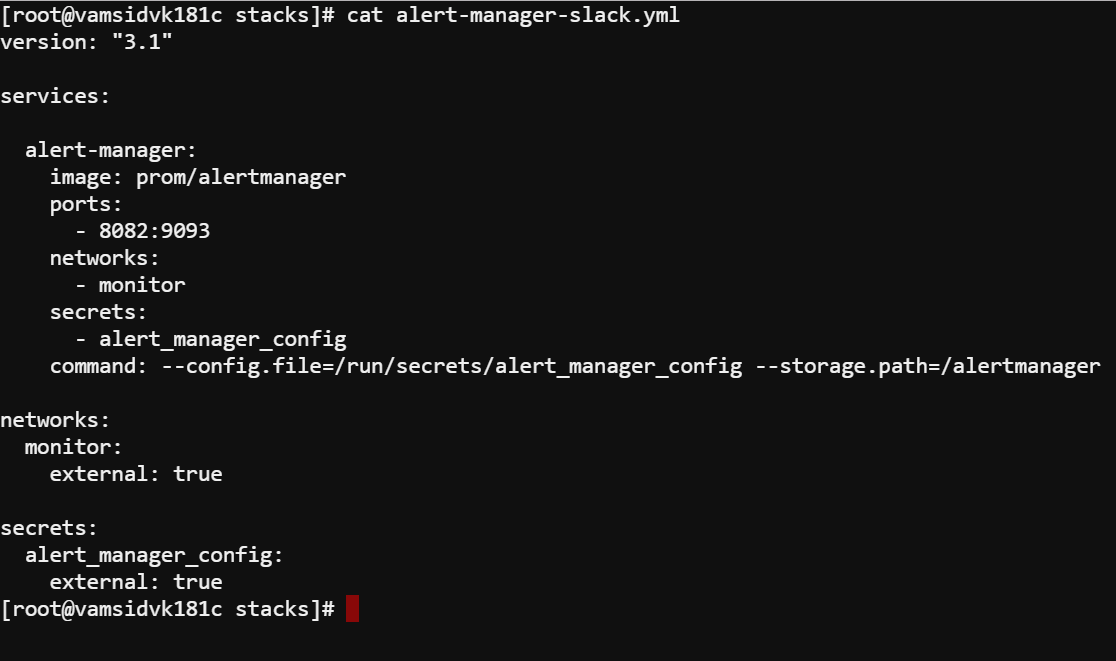 [root@vamsidvk181c stacks]# cat alert-manager-slack.yml
version: "3.1"

services:

  alert-manager:
    image: prom/alertmanager
    ports:
      - 8082:9093
    networks:
      - monitor
    secrets:
      - alert_manager_config
    command: --config.file=/run/secrets/alert_manager_config --storage.path=/alertmanager

networks:
  monitor:
    external: true

secrets:
  alert_manager_config:
    external: true
[root@vamsidvk181c stacks]#